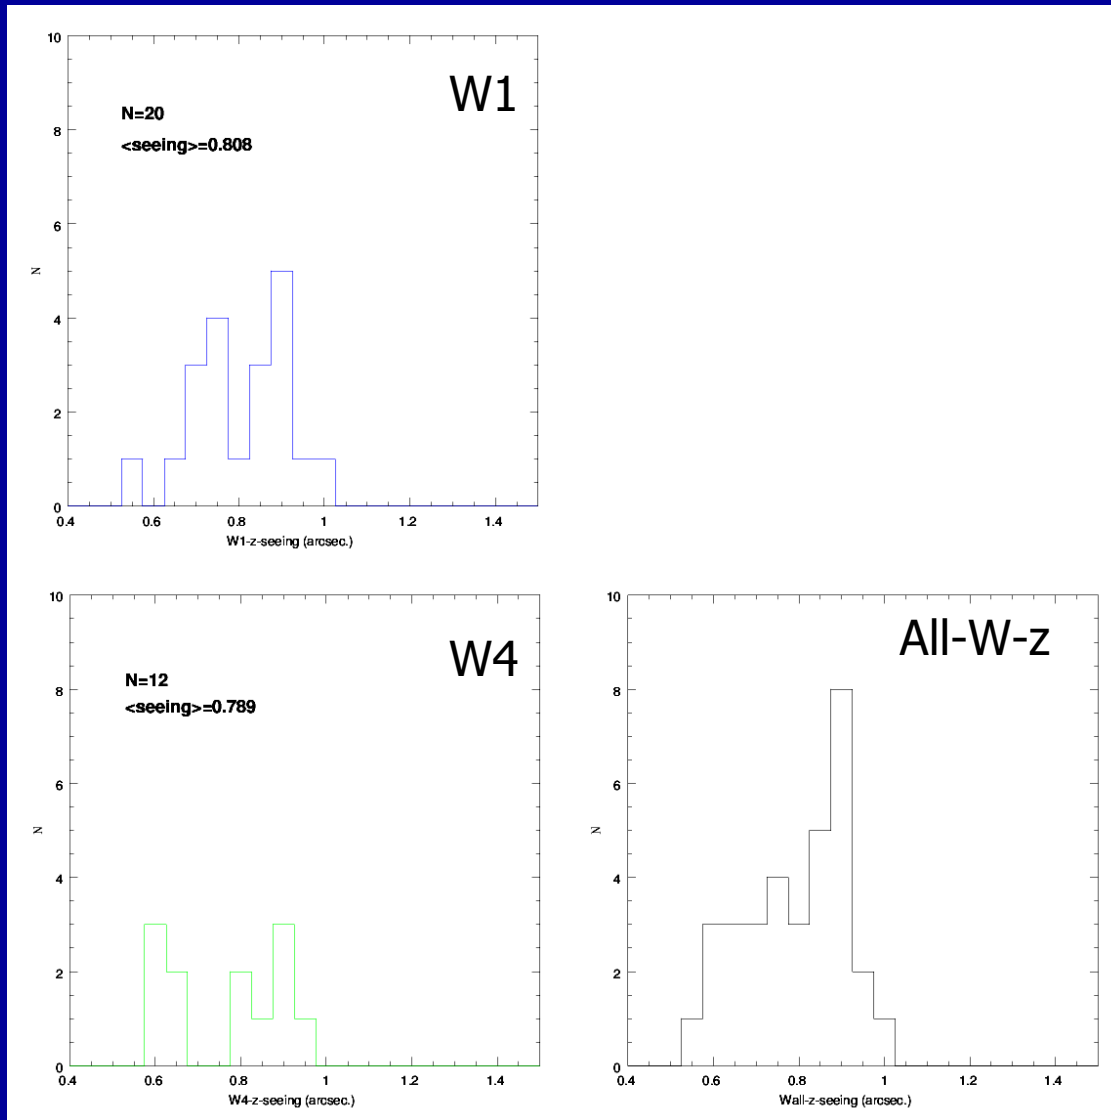 10
W1
N=20
8
<seeing>=0.808
6
N
4
2
0
0.4 0.6 0.8 1 1.2 1.4
W1-z-seeing (arcsec.)
10
W4
N=12
8
<seeing>=0.789
6
N
4
2
0
0.4 0.6 0.8 1 1.2 1.4
W4-z-seeing (arcsec.)
10
All-W-z
8
6
N
4
2
0
0.4 0.6 0.8 1 1.2 1.4
Wall-z-seeing (arcsec.)